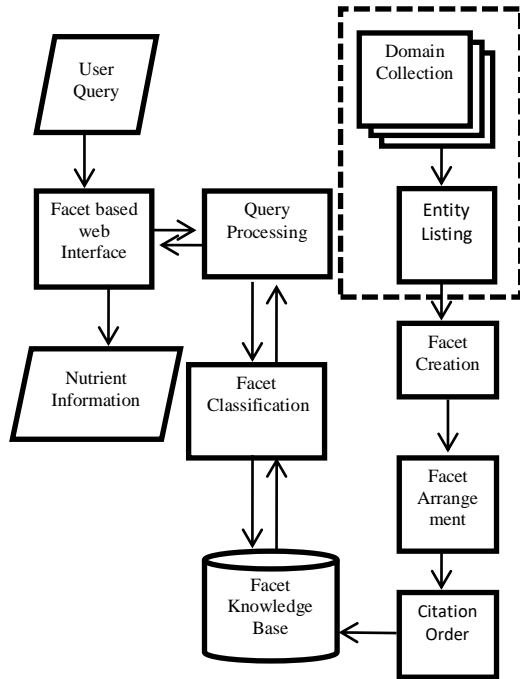 User
Query
Domain
Collection
Facet based
web
Interface
Query
Processing
Entity
Listing
Nutrient
Information
Facet
Classification
Facet
Creation
Facet
Arrange
ment
Facet
Knowledge
Base
Citation
Order